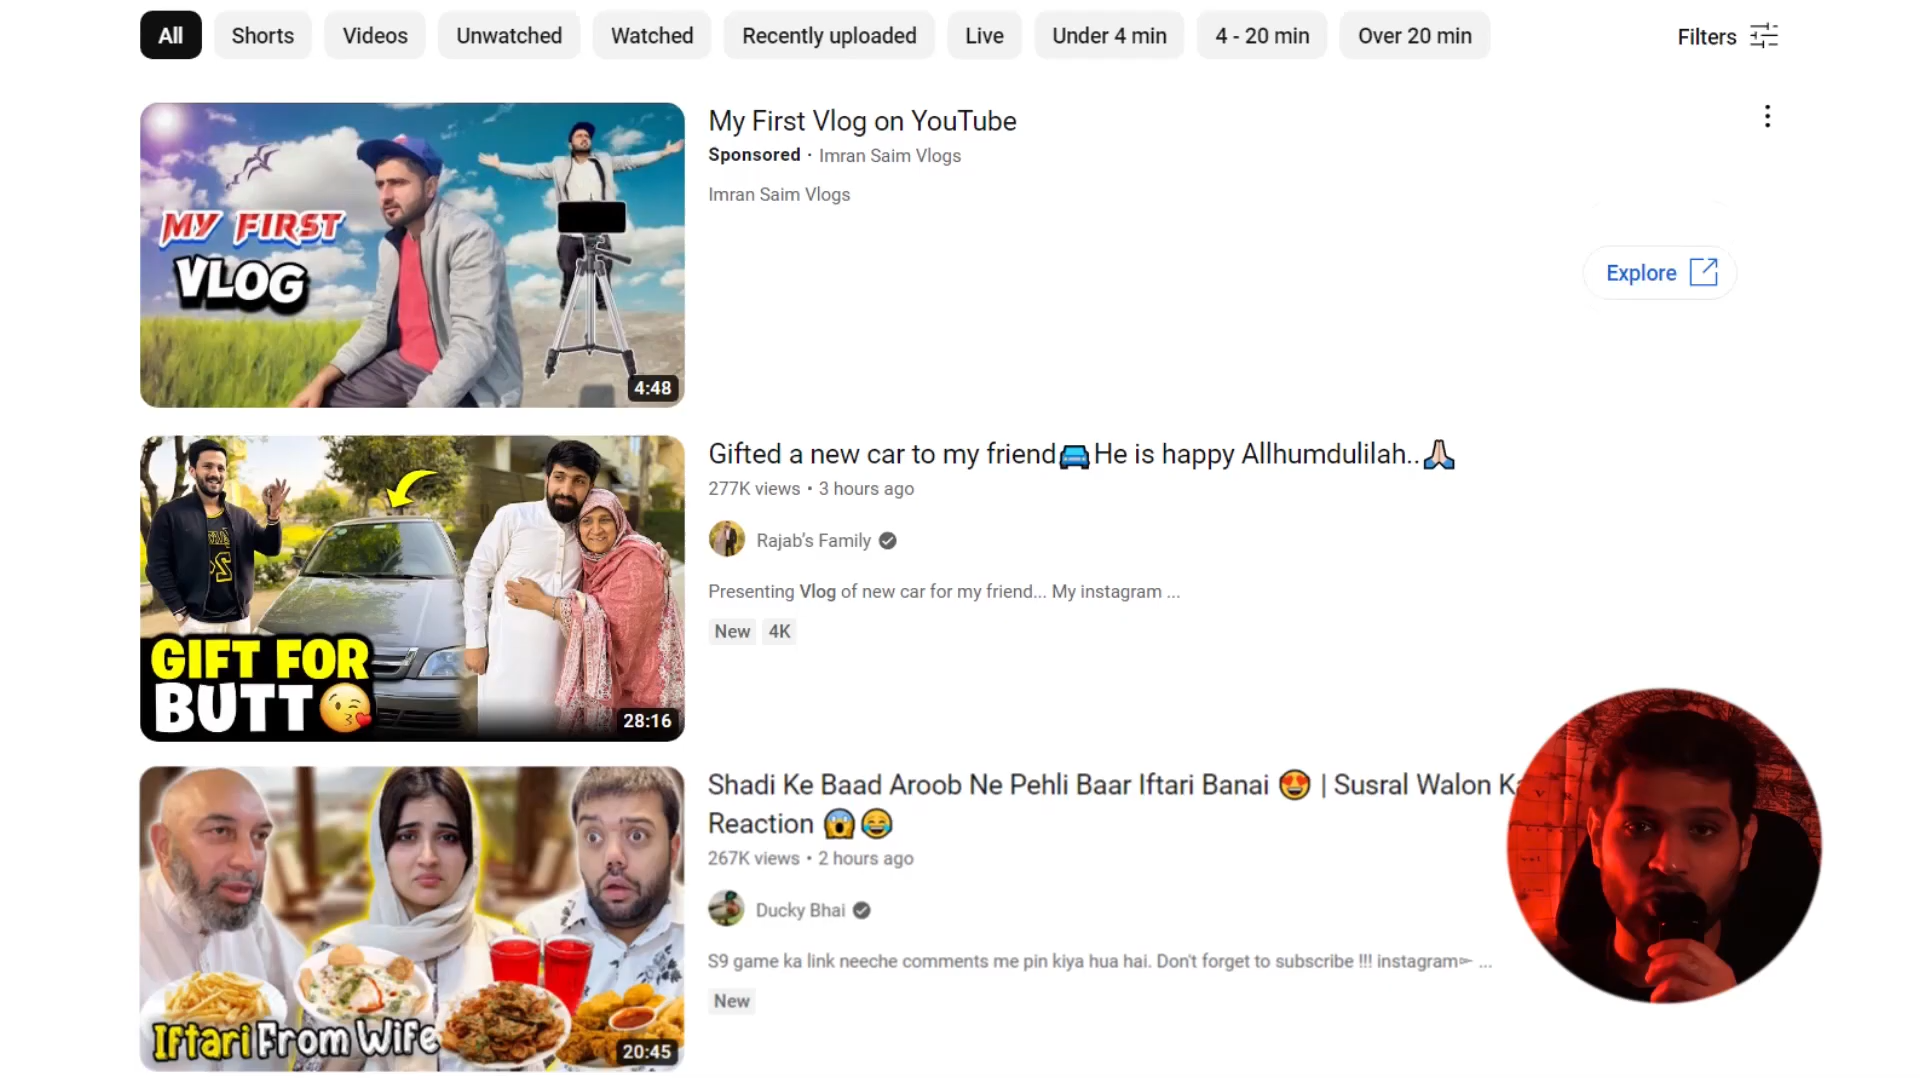 All
Shorts
Videos
Unwatched
Watched
Recently uploaded
Live
Under 4 min
4 - 20 min
Over 20 min
Filters
MY FIRST
VLOG
4:48
My First Vlog on YouTube
Sponsored · Imran Saim Vlogs
Imran Saim Vlogs
Explore
GIFT FOR
BUTT😘
28:16
Gifted a new car to my friend🚘He is happy Allhumdulilah..🙏🏻
277K views • 3 hours ago
Rajab's Family
Presenting Vlog of new car for my friend... My instagram ...
New
4K
Iftari From Wife
20:45
Shadi Ke Baad Aroob Ne Pehli Baar Iftari Banai 😍 | Susral Walon Ka
Reaction 😱😂
267K views • 2 hours ago
Ducky Bhai
S9 game ka link neeche comments me pin kiya hua hai. Don't forget to subscribe !!! instagram➳ ...
New